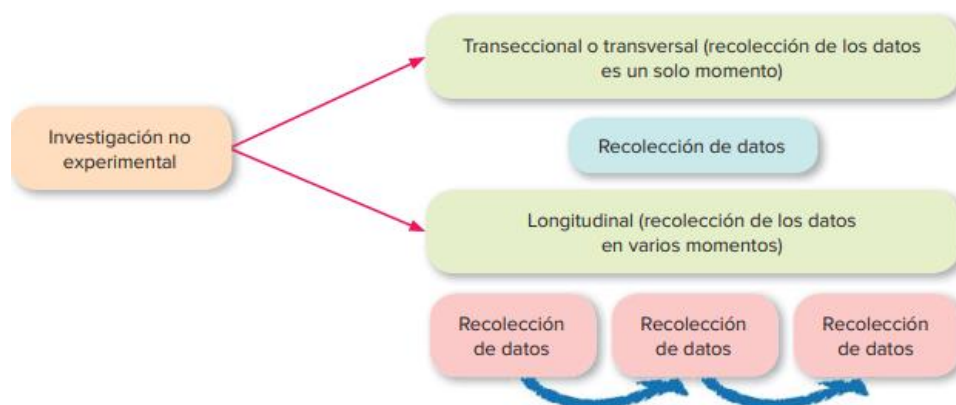 Investigación no
experimental
Transeccional o transversal (recolección de los datos
es un solo momento)
Recolección de datos
Longitudinal (recolección de los datos
en varios momentos)
Recolección
de datos
Recolección
de datos
Recolección
de datos